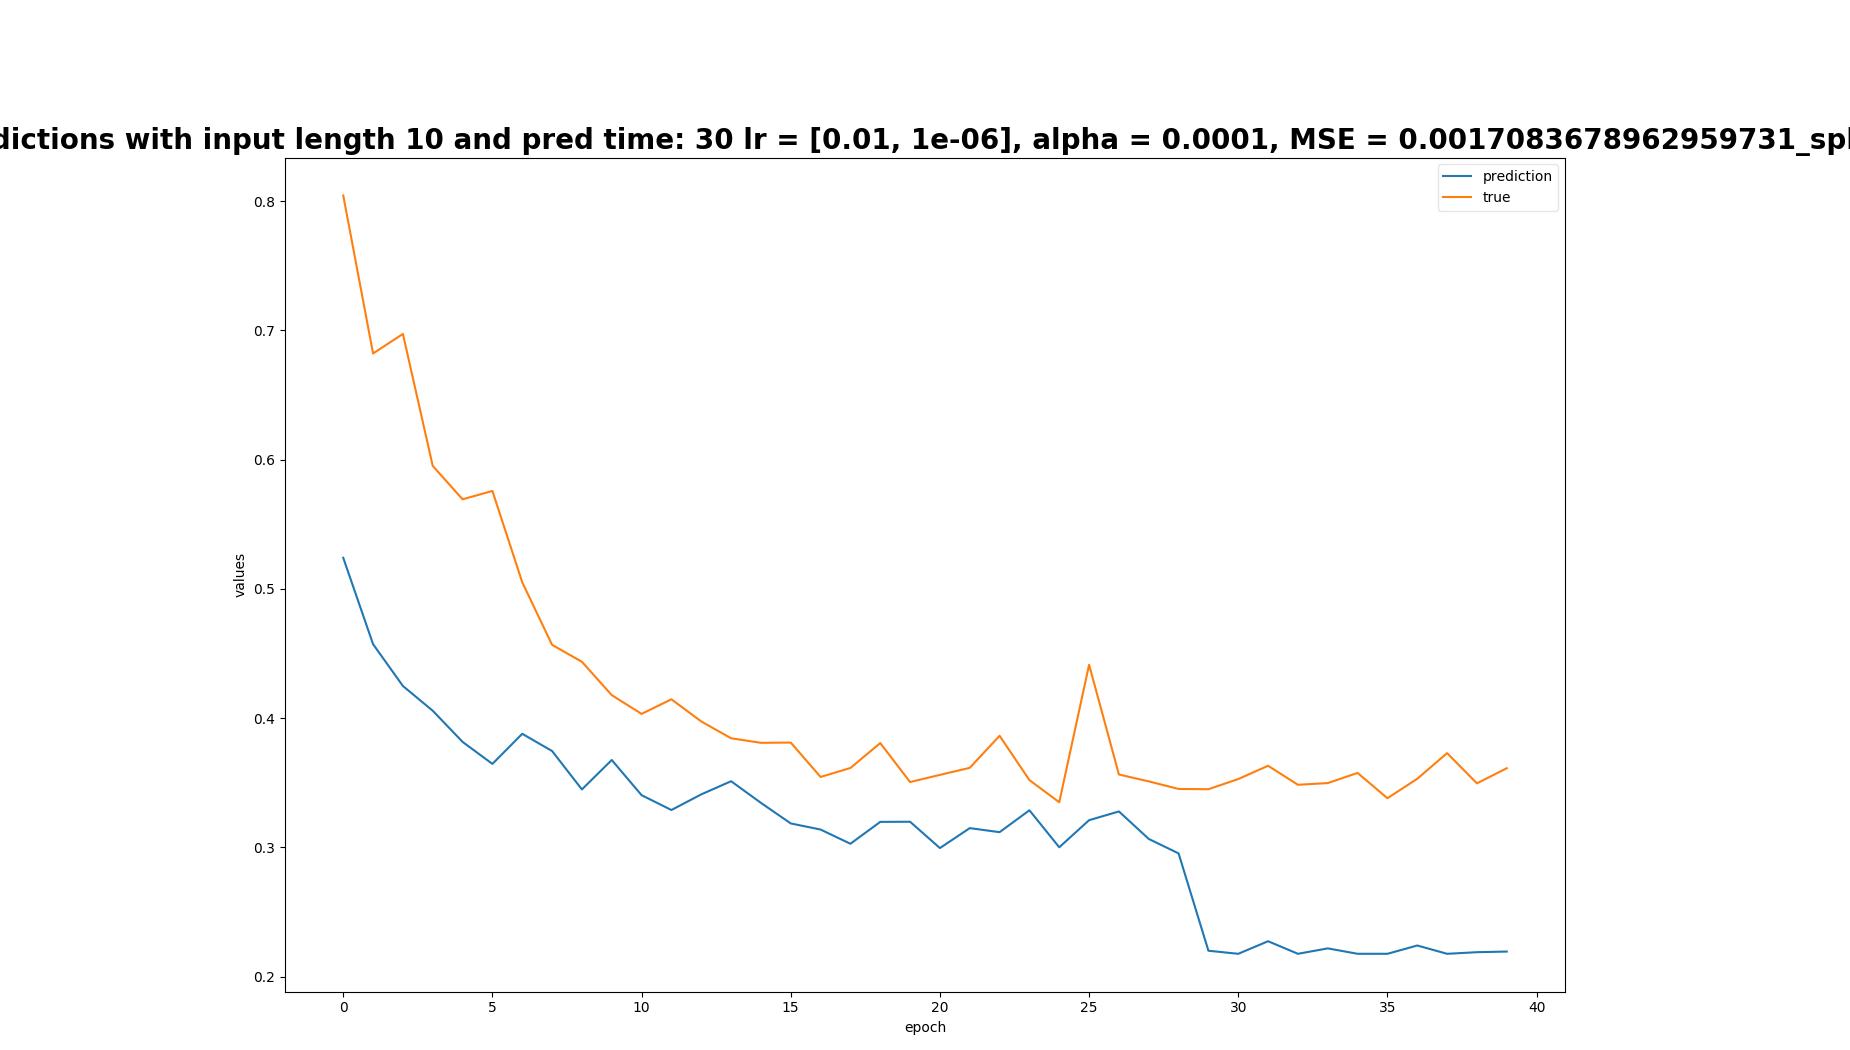 dictions with input length 10 and pred time: 30 lr = [0.01, 1e-06], alpha = 0.0001, MSE = 0.0017083678962959731_spl
prediction
true
0.8
0.7
0.6
0.5
0.4
0.3
0.2
values
0 5 10 15 20 25 30 35 40
epoch